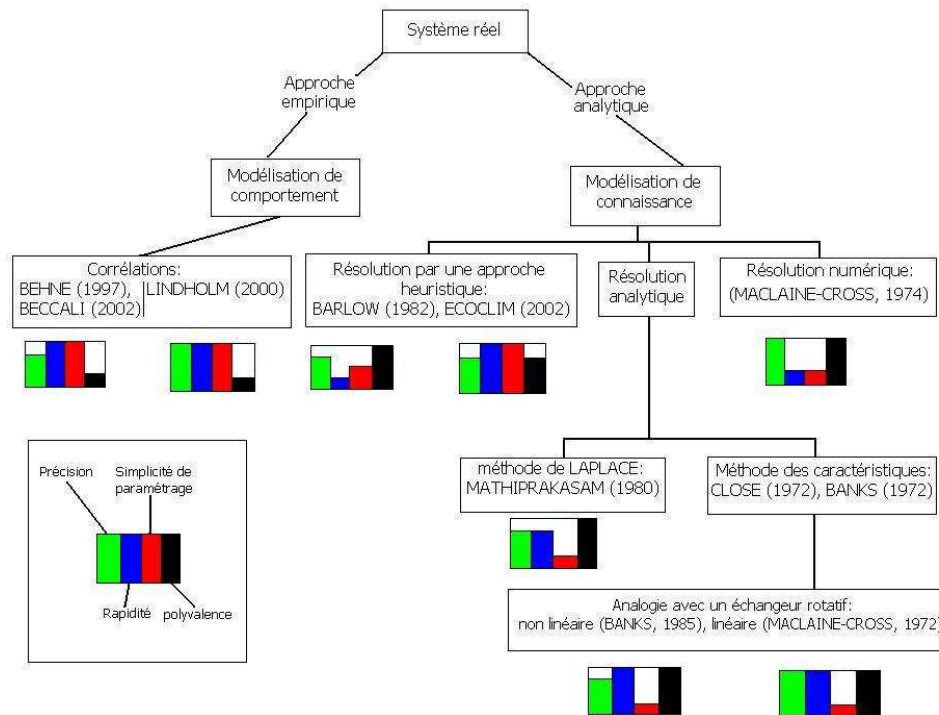 Système réel
Approche
empirique
Approche
analytique
Modélisation de
comportement
Modélisation de
connaissance
Corrélations:
BEHNE (1997), LINDHOLM (2000)
BECCALI (2002)
Résolution par une approche
heuristique:
BARLOW (1982), ECOCLIM (2002)
Résolution
analytique
Résolution numérique:
(MACLAINE-CROSS, 1974)
méthode de LAPLACE:
MATHIPRAKASAM (1980)
Méthode des caractéristiques:
CLOSE (1972), BANKS (1972)
Analogie avec un échangeur rotatif:
non linéaire (BANKS, 1985), linéaire (MACLAINE-CROSS, 1972)
Précision
Simplicité de
paramétrage
Rapidité
polyvalence